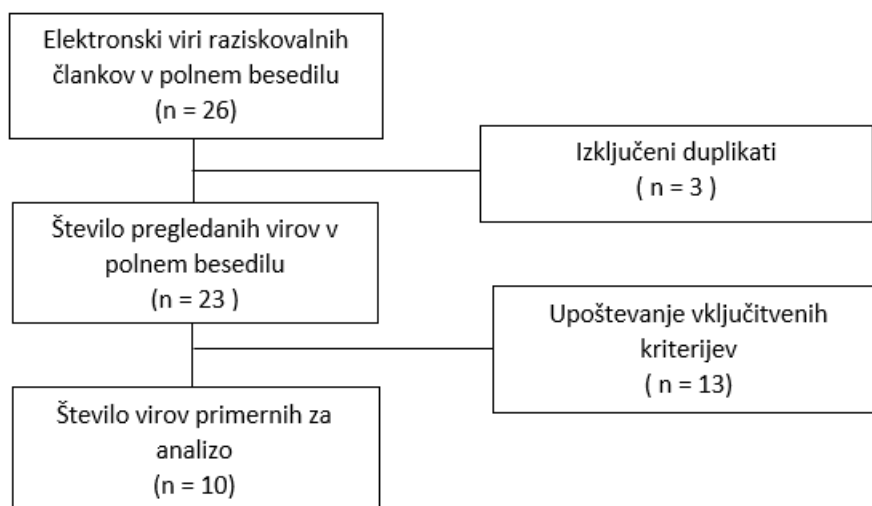 Elektronski viri raziskovalnih
člankov v polnem besedilu
(n = 26)
Izključeni duplikati
( n = 3 )
Število pregledanih virov v
polnem besedilu
(n = 23 )
Upoštevanje vključitvenih
kriterijev
( n = 13)
Število virov primernih za
analizo
(n = 10)